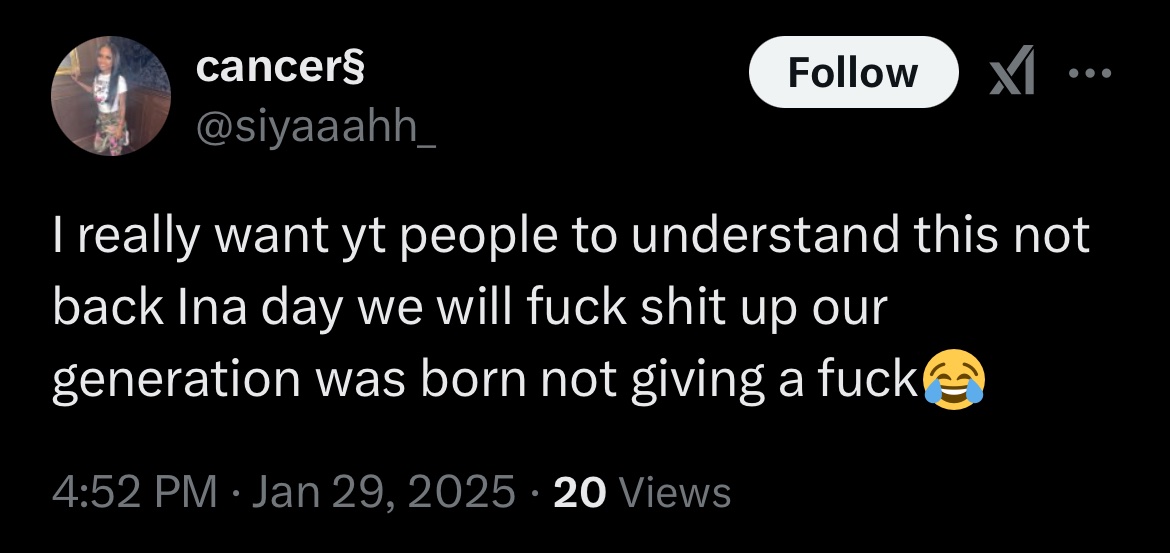 cancer§
Follow
@siyaaahh_
I really want yt people to understand this not
back Ina day we will fuck shit up our
generation was born not giving a fuck😂
4:52 PM · Jan 29, 2025 · 20 Views